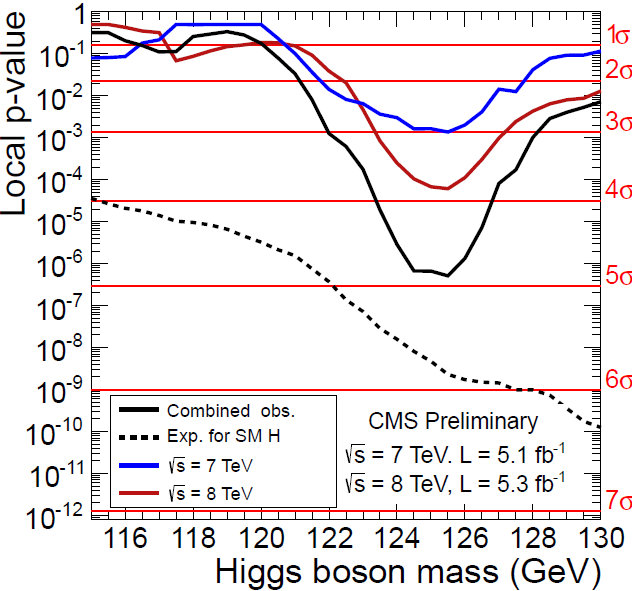 Local p-value
1
10⁻¹
10⁻²
10⁻³
10⁻⁴
10⁻⁵
10⁻⁶
10⁻⁷
10⁻⁸
10⁻⁹
10⁻¹⁰
10⁻¹¹
10⁻¹²
1σ
2σ
3σ
4σ
5σ
6σ
7σ
Combined obs.
Exp. for SM H
√s = 7 TeV
√s = 8 TeV
CMS Preliminary
√s = 7 TeV. L = 5.1 fb⁻¹
√s = 8 TeV, L = 5.3 fb⁻¹
116 118 120 122 124 126 128 130
Higgs boson mass (GeV)